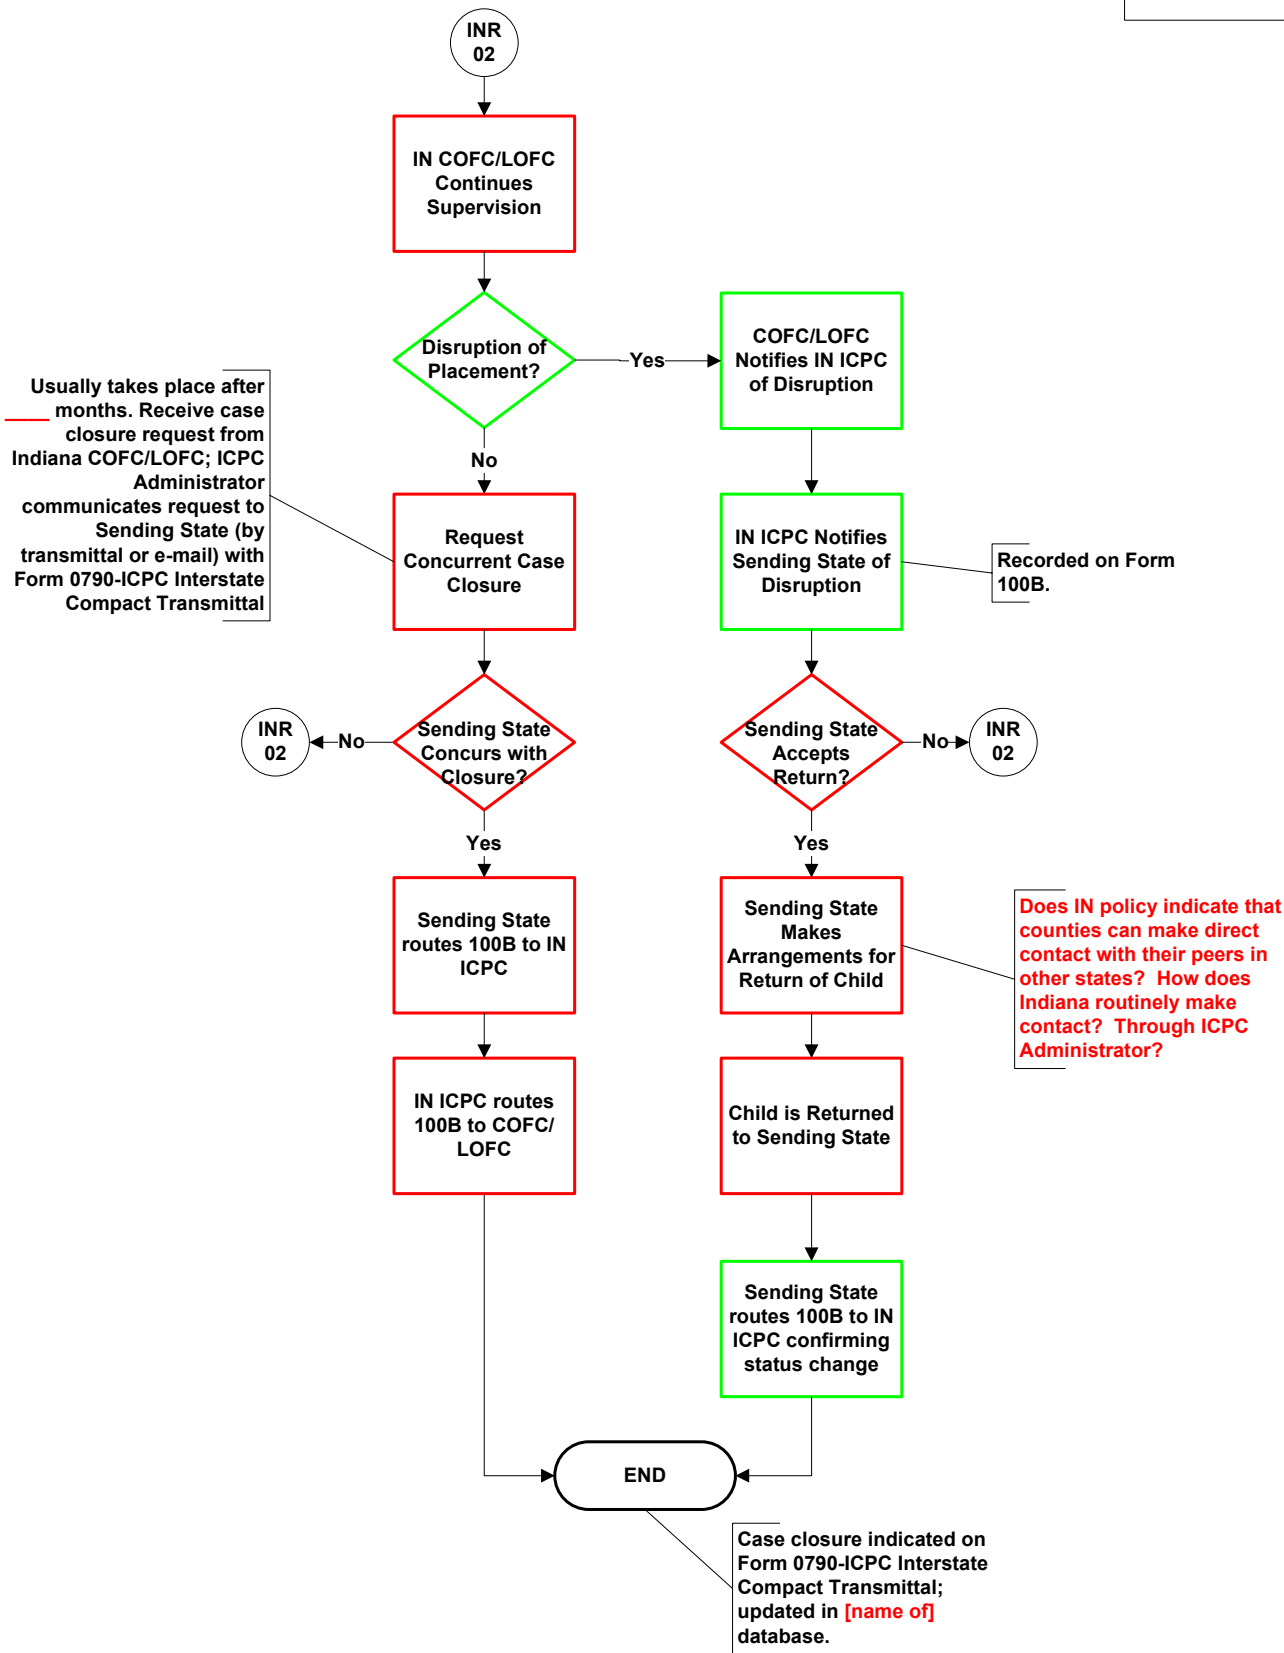 INR
02
IN COFC/LOFC
Continues
Supervision
Disruption of
Placement?
Yes
COFC/LOFC
Notifies IN ICPC
of Disruption
Usually takes place after
____ months. Receive case
closure request from
Indiana COFC/LOFC; ICPC
Administrator
communicates request to
Sending State (by
transmittal or e-mail) with
Form 0790-ICPC Interstate
Compact Transmittal
No
Request
Concurrent Case
Closure
IN ICPC Notifies
Sending State of
Disruption
Recorded on Form
100B.
INR
02
No
Sending State
Concurs with
Closure?
Sending State
Accepts
Return?
No
INR
02
Yes
Yes
Sending State
routes 100B to IN
ICPC
Sending State
Makes
Arrangements for
Return of Child
Does IN policy indicate that
counties can make direct
contact with their peers in
other states?  How does
Indiana routinely make
contact?  Through ICPC
Administrator?
IN ICPC routes
100B to COFC/
LOFC
Child is Returned
to Sending State
Sending State
routes 100B to IN
ICPC confirming
status change
END
Case closure indicated on
Form 0790-ICPC Interstate
Compact Transmittal;
updated in [name of]
database.